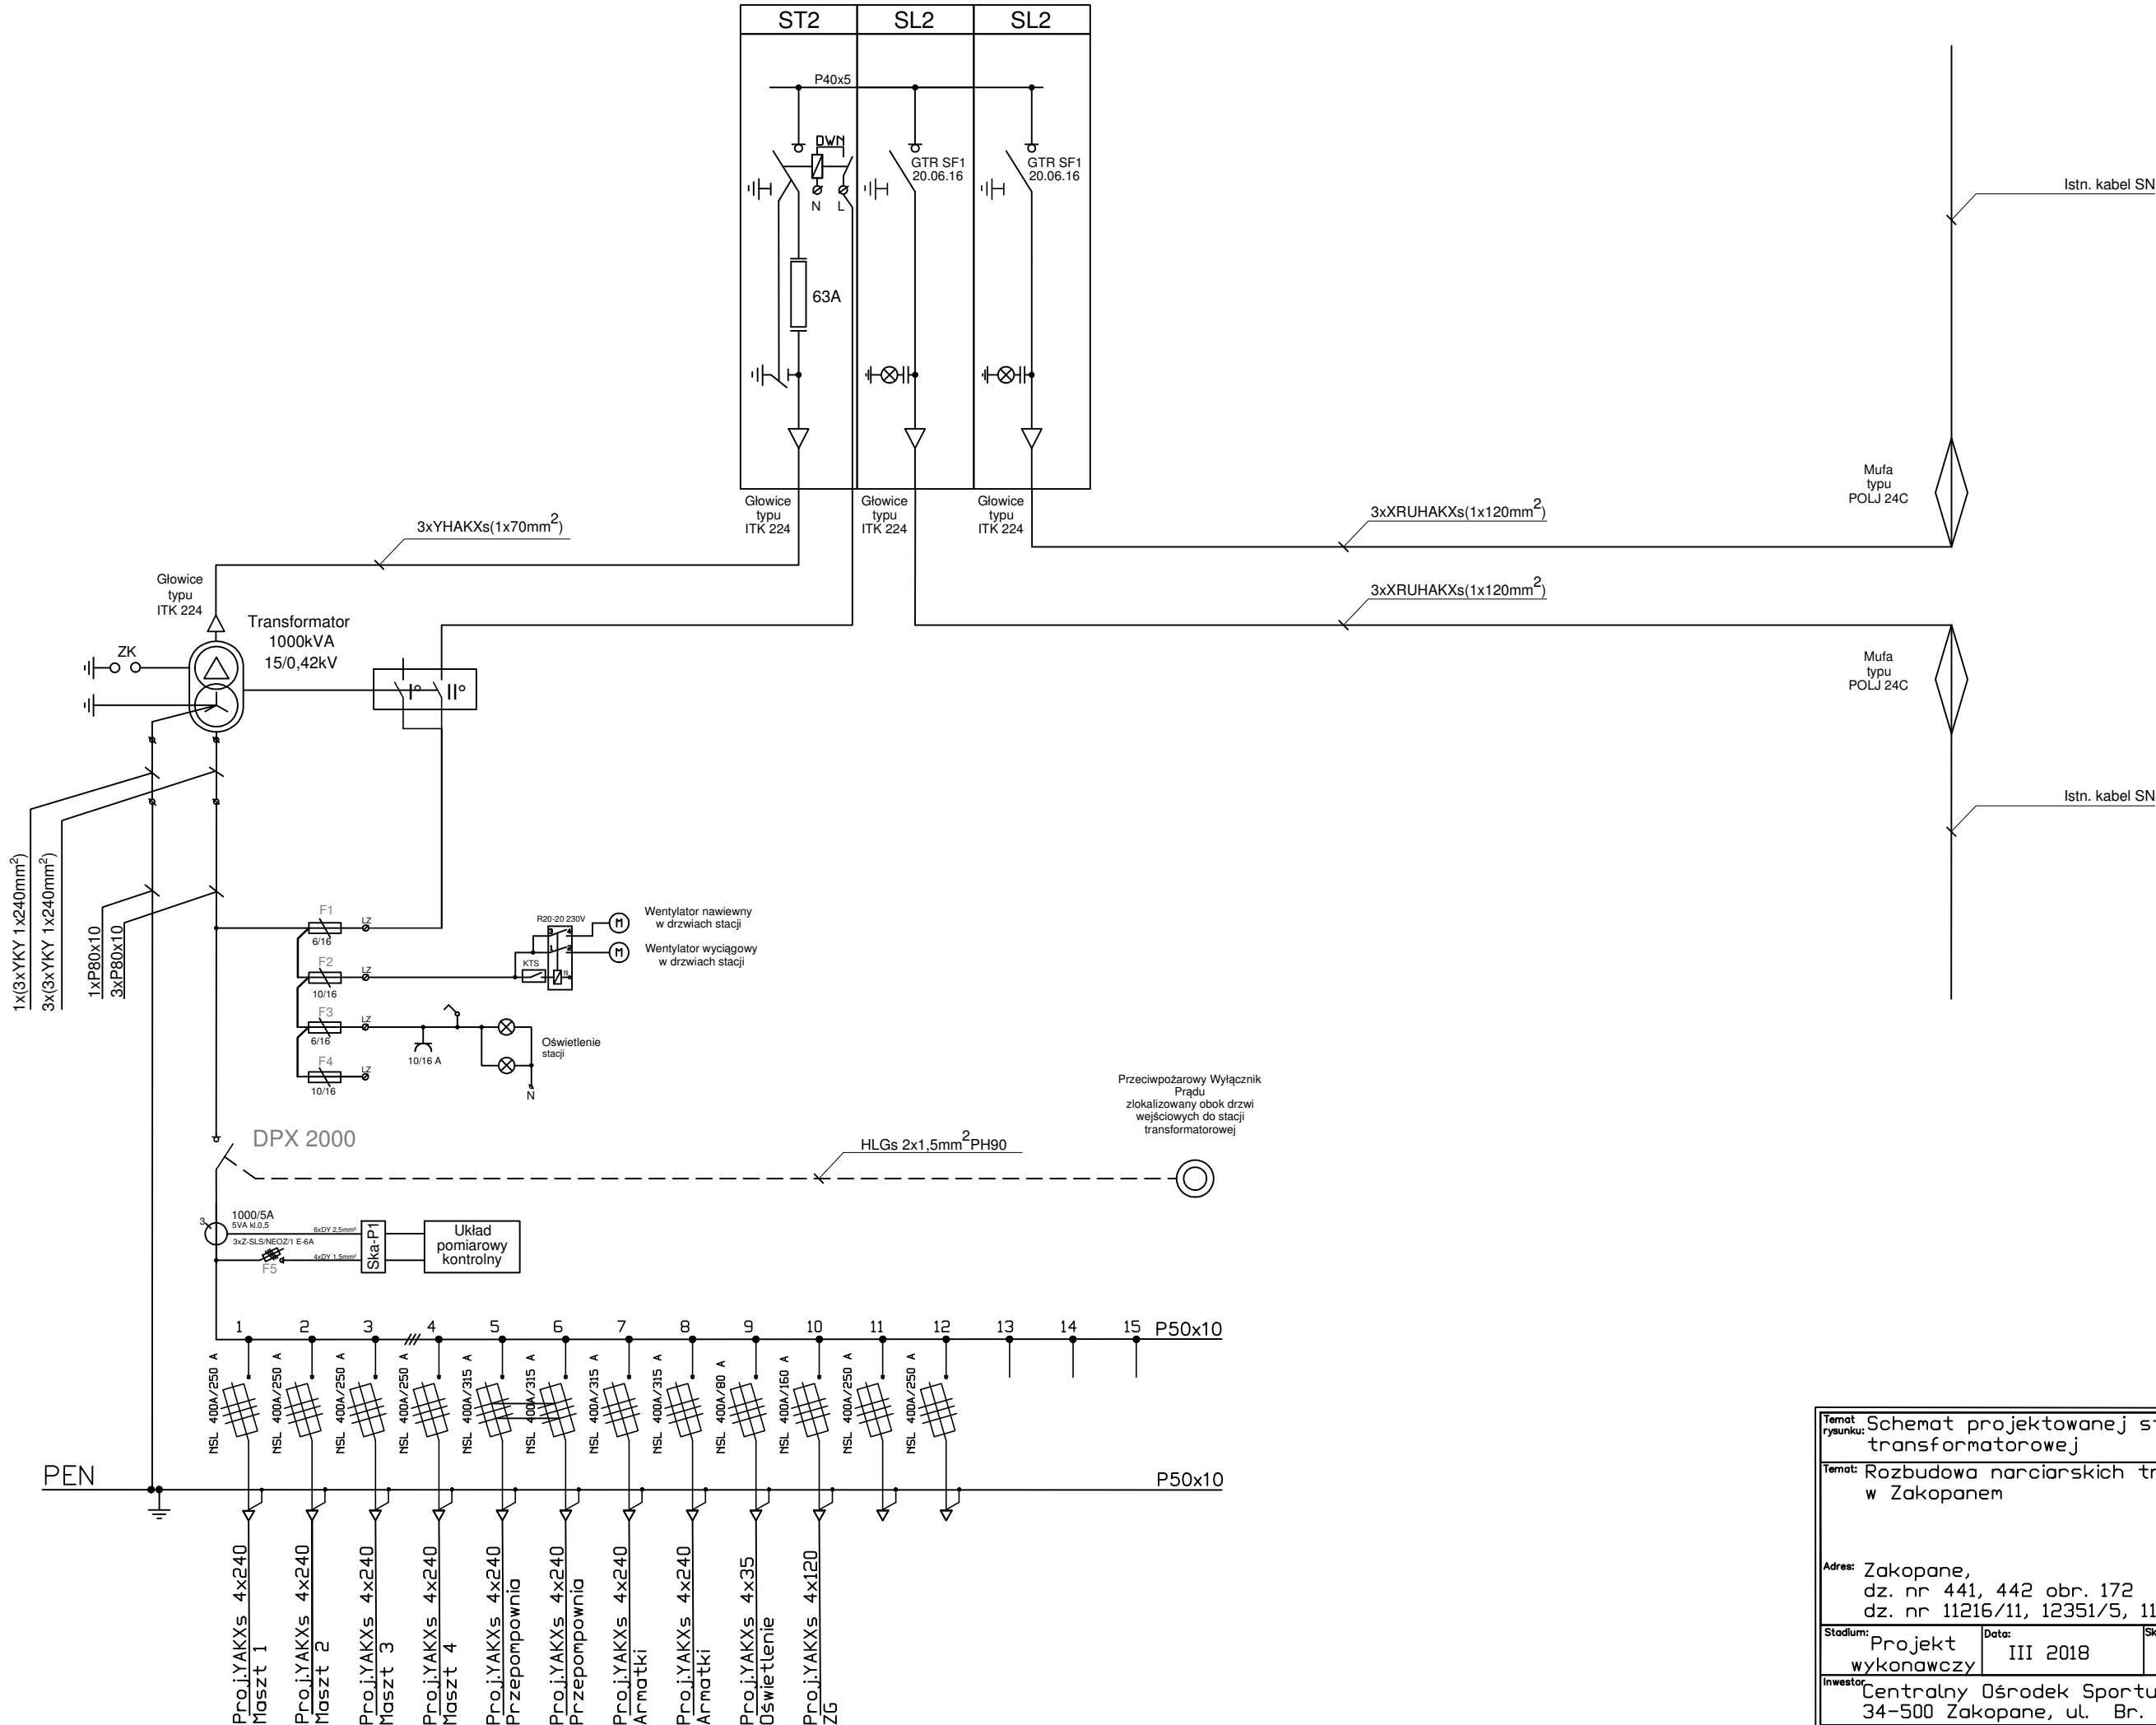 ST2
SL2
SL2
P40x5
DWN
N
L
GTR SF1
20.06.16
GTR SF1
20.06.16
63A
Istn. kabel SN
Głowice
typu
ITK 224
Głowice
typu
ITK 224
Głowice
typu
ITK 224
Mufa
typu
POLJ 24C
3xYHAKXs(1x70mm²)
3xXRUHAKXs(1x120mm²)
3xXRUHAKXs(1x120mm²)
Głowice
typu
ITK 224
Transformator
1000kVA
15/0,42kV
ZK
I°
II°
Mufa
typu
POLJ 24C
Istn. kabel SN
1x(3xYKY 1x240mm²)
3x(3xYKY 1x240mm²)
1xP80x10
3xP80x10
F1
6/16
LZ
F2
10/16
LZ
F3
6/16
LZ
F4
10/16
LZ
R20-20 230V
3
4
1
2
KTS
M
M
Wentylator nawiewny
w drzwiach stacji
Wentylator wyciągowy
w drzwiach stacji
10/16 A
Oświetlenie
stacji
N
Przeciwpożarowy Wyłącznik
Prądu
zlokalizowany obok drzwi
wejściowych do stacji
transformatorowej
DPX 2000
HLGs 2x1,5mm²PH90
3
1000/5A
5VA kl.0,5
3xZ-SLS/NEOZ/1 E-6A
F5
6xDY 2,5mm²
4xDY 1,5mm²
Ska-P1
Układ
pomiarowy
kontrolny
1
2
3
4
5
6
7
8
9
10
11
12
13
14
15
P50x10
NSL 400A/250 A
NSL 400A/250 A
NSL 400A/250 A
NSL 400A/250 A
NSL 400A/315 A
NSL 400A/315 A
NSL 400A/315 A
NSL 400A/315 A
NSL 400A/80 A
NSL 400A/160 A
NSL 400A/250 A
NSL 400A/250 A
PEN
P50x10
Proj.YAKXs 4x240
Maszt 1
Proj.YAKXs 4x240
Maszt 2
Proj.YAKXs 4x240
Maszt 3
Proj.YAKXs 4x240
Maszt 4
Proj.YAKXs 4x240
Przepompownia
Proj.YAKXs 4x240
Przepompownia
Proj.YAKXs 4x240
Armatki
Proj.YAKXs 4x240
Armatki
Proj.YAKXs 4x35
Oświetlenie
Proj.YAKXs 4x120
ZG
Temat
rysunku:
Schemat projektowanej st
transformatorowej
Temat: Rozbudowa narciarskich tr
w Zakopanem
Adres: Zakopane,
dz. nr 441, 442 obr. 172
dz. nr 11216/11, 12351/5, 11
Stadium:
Projekt
wykonawczy
Data:
III 2018
Sk
Inwestor
Centralny Ośrodek Sportu
34-500 Zakopane, ul. Br.